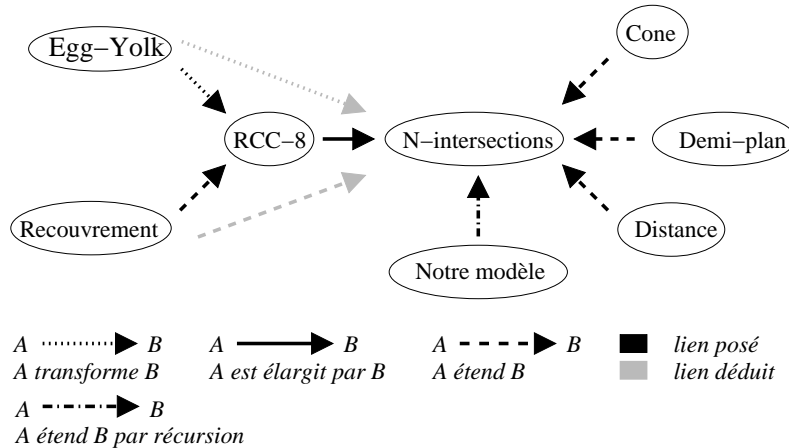 Egg−Yolk
Cone
RCC−8
N−intersections
Demi−plan
Recouvrement
Distance
Notre modèle
A B
A transforme B
A B
A est élargit par B
A B
A étend B
lien posé
lien déduit
A B
A étend B par récursion